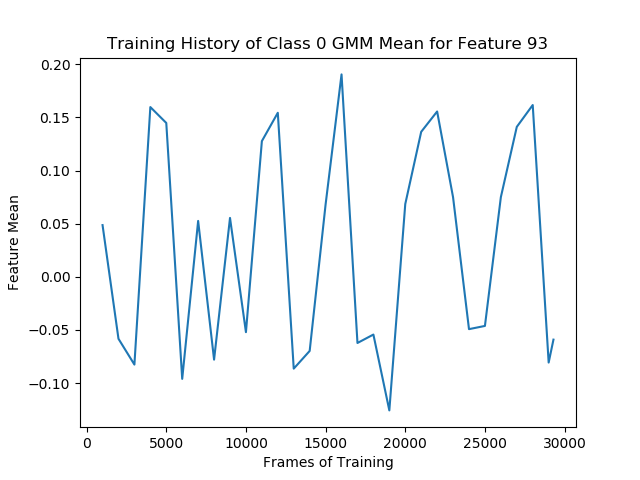 Training History of Class 0 GMM Mean for Feature 93
0.20
0.15
0.10
0.05
0.00
−0.05
−0.10
Feature Mean
0 5000 10000 15000 20000 25000 30000
Frames of Training